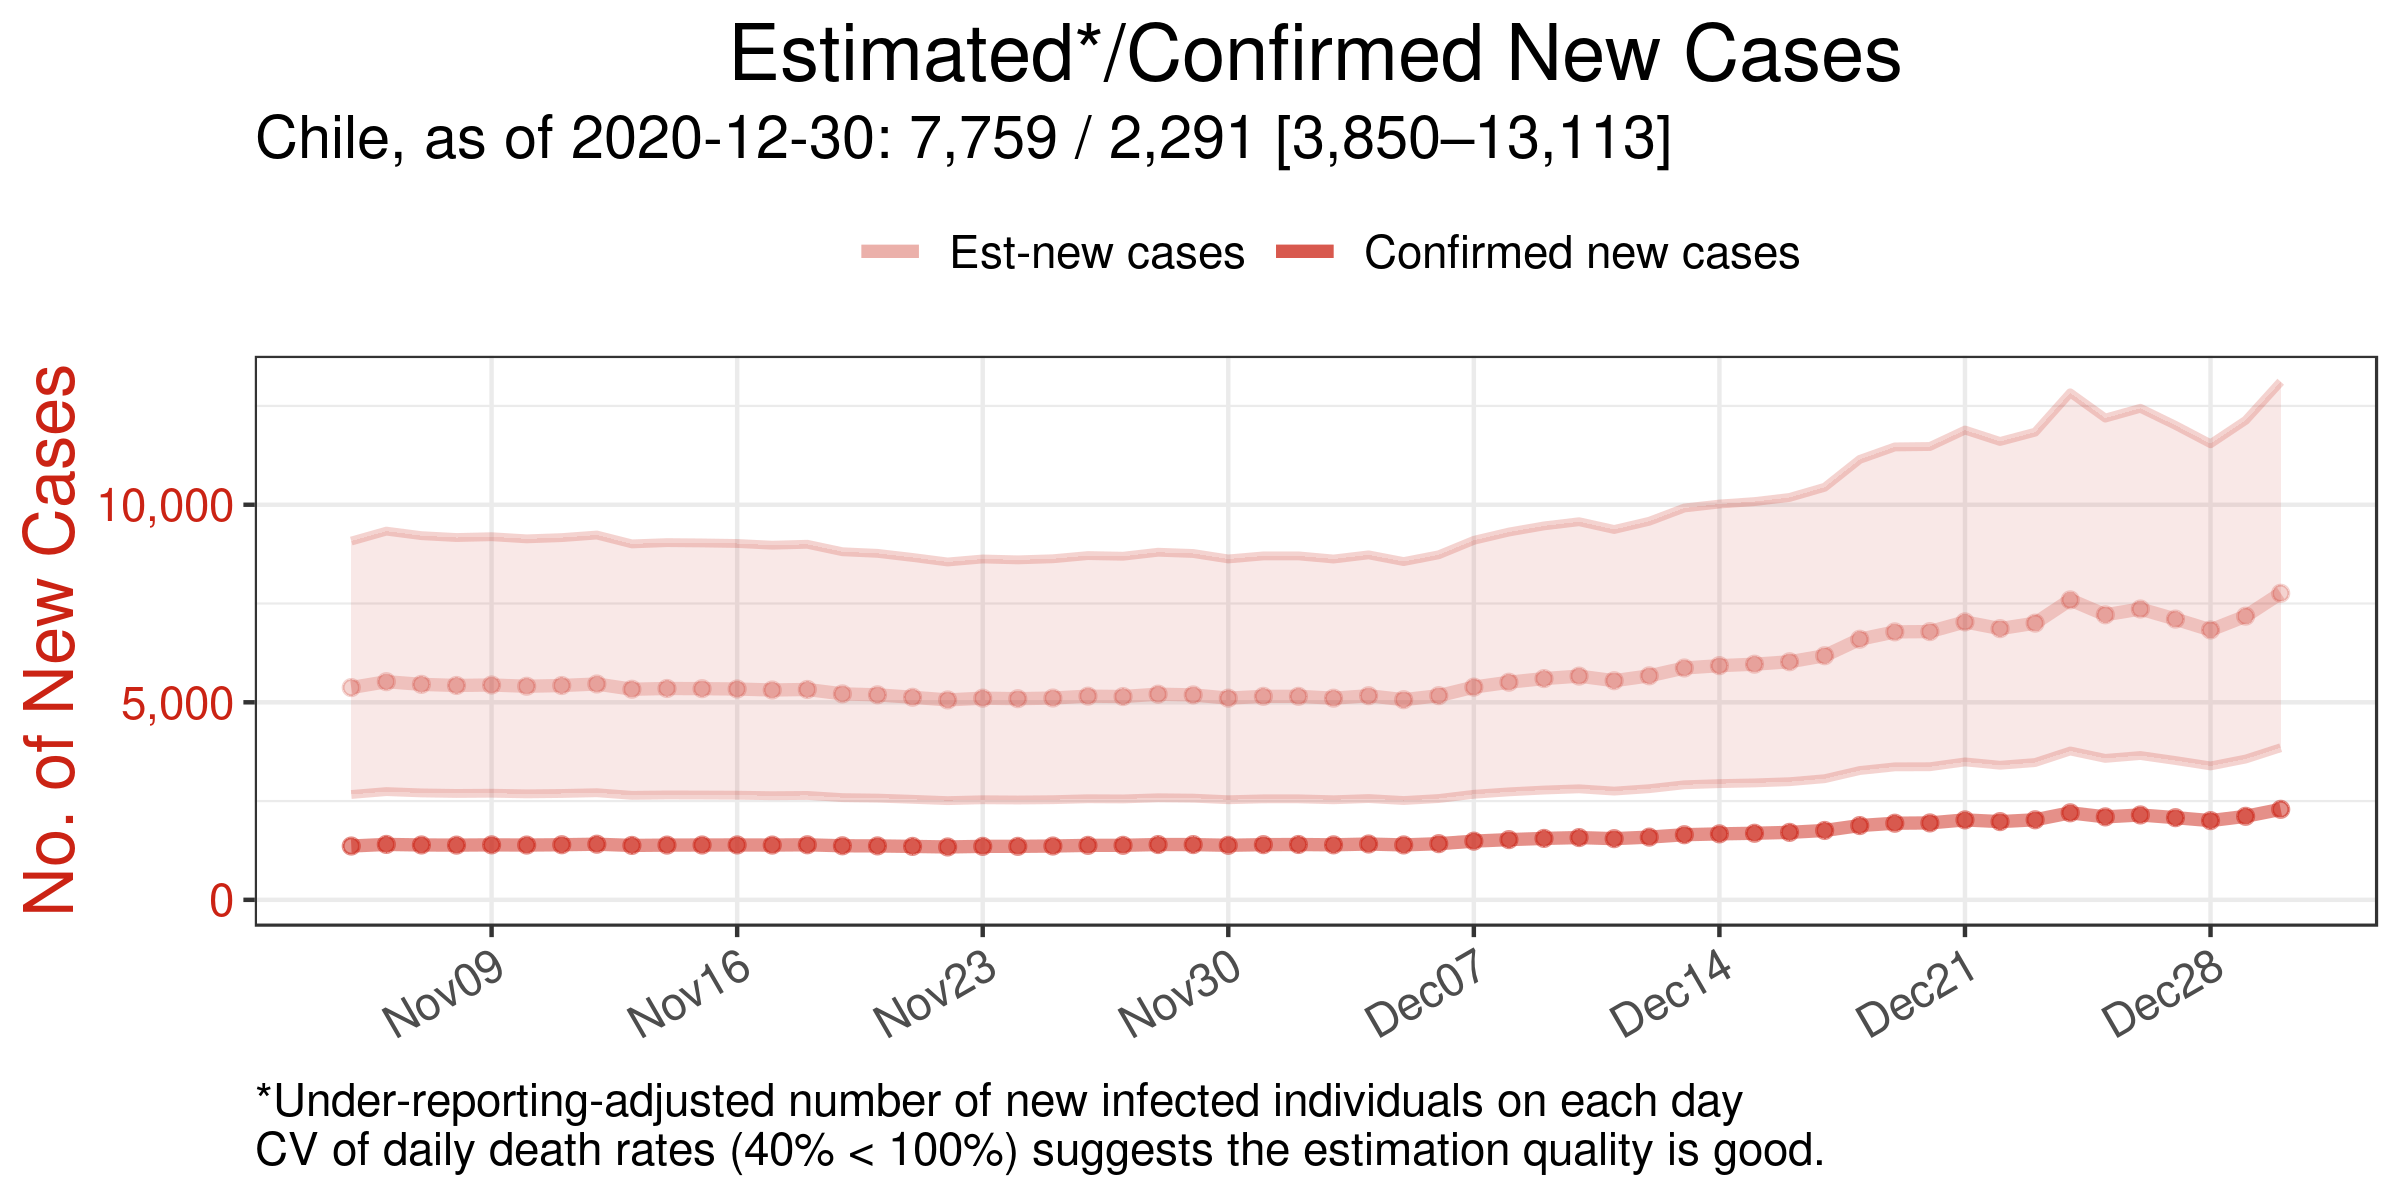 Estimated*/Confirmed New Cases
Chile, as of 2020-12-30: 7,759 / 2,291 [3,850–13,113]
Est-new cases Confirmed new cases
No. of New Cases
10,000
5,000
0
Nov09 Nov16 Nov23 Nov30 Dec07 Dec14 Dec21 Dec28
*Under-reporting-adjusted number of new infected individuals on each day
CV of daily death rates (40% < 100%) suggests the estimation quality is good.